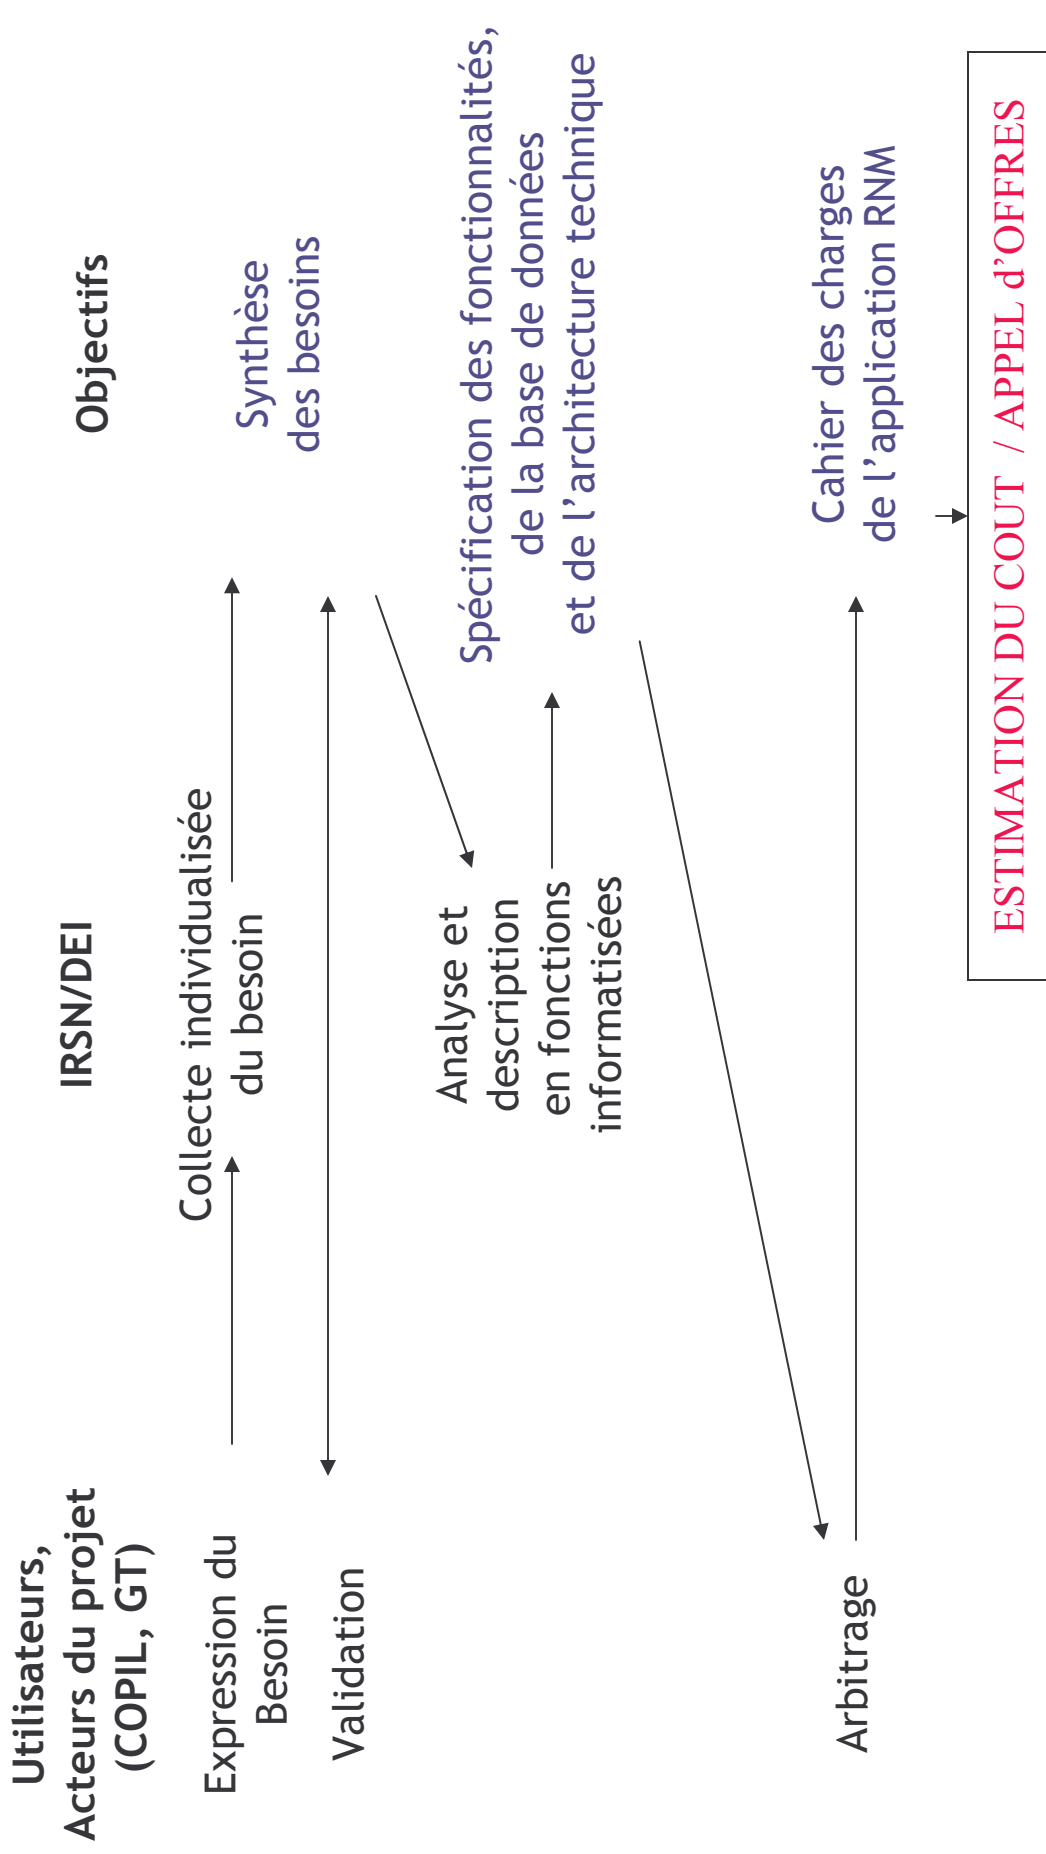 Utilisateurs,
Acteurs du projet
(COPIL, GT)
IRSN/DEI
Objectifs
Expression du
Besoin
Collecte individualisée
du besoin
Synthèse
des besoins
Validation
Analyse et
description
en fonctions
informatisées
Spécification des fonctionnalités,
de la base de données
et de l'architecture technique
Arbitrage
Cahier des charges
de l'application RNM
ESTIMATION DU COUT / APPEL d'OFFRES